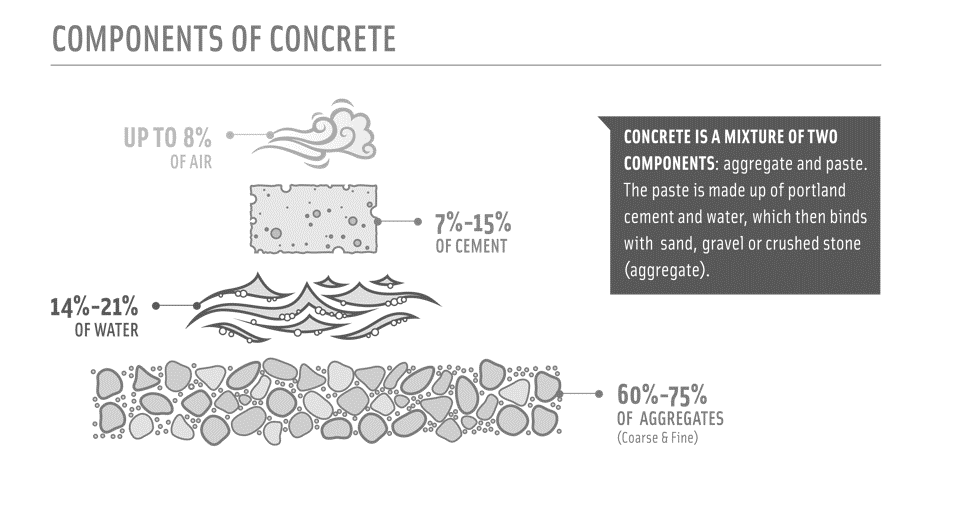 COMPONENTS OF CONCRETE
UP TO 8%
OF AIR
CONCRETE IS A MIXTURE OF TWO
COMPONENTS: aggregate and paste.
The paste is made up of portland
cement and water, which then binds
with sand, gravel or crushed stone
(aggregate).
7%-15%
OF CEMENT
14%-21%
OF WATER
60%-75%
OF AGGREGATES
(Coarse & Fine)